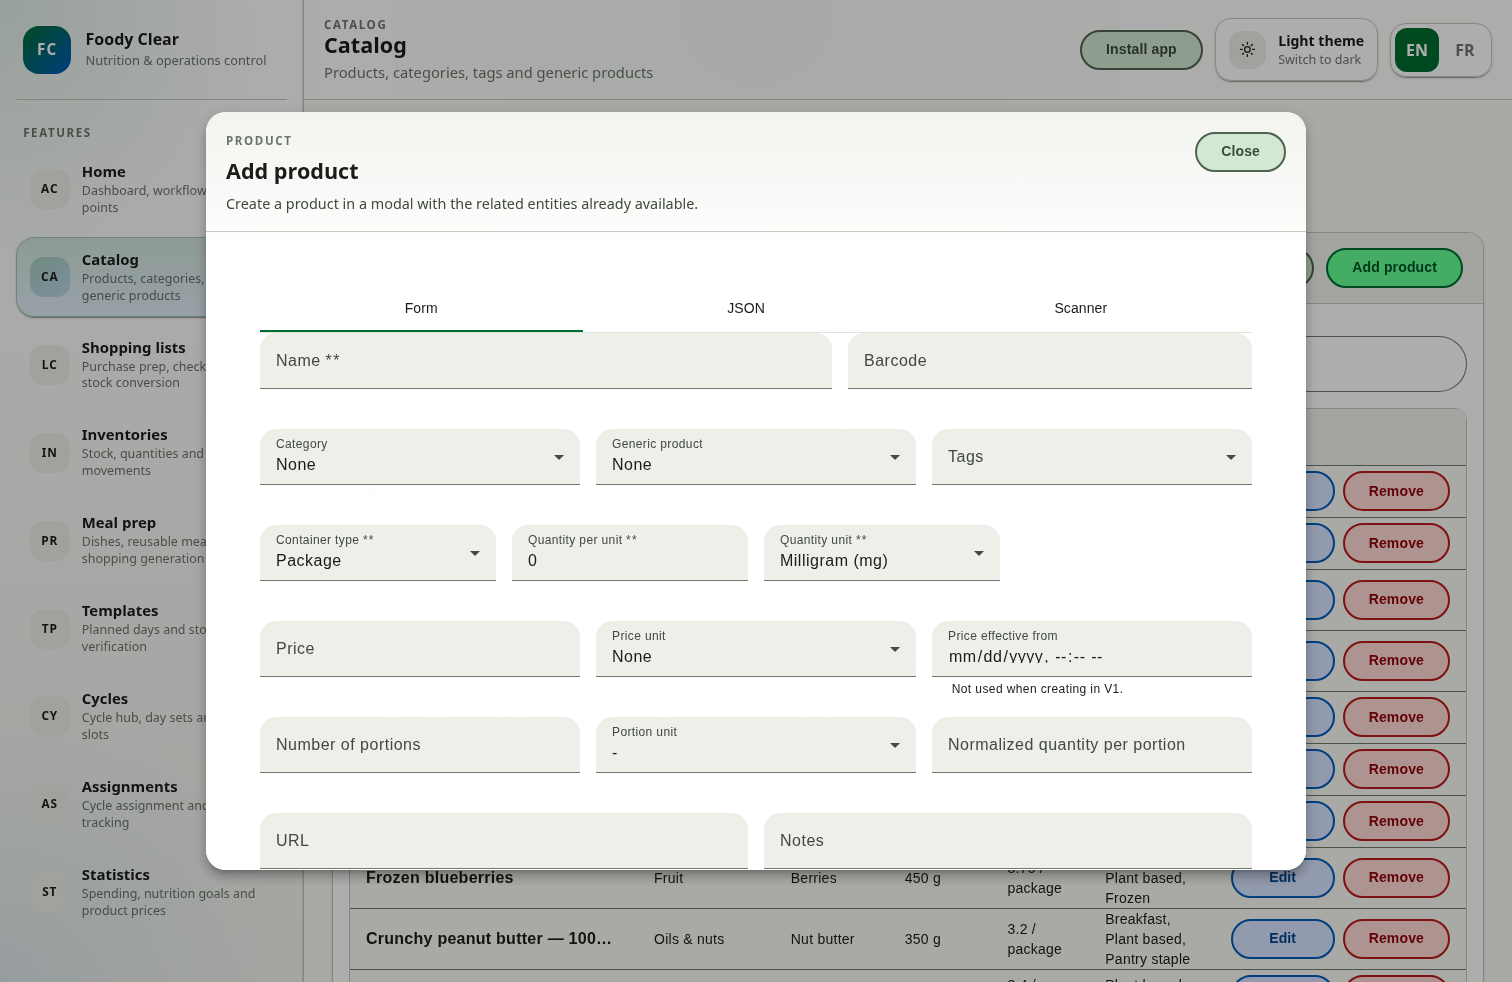 FC
Foody Clear
Nutrition & operations control
FEATURES
AC
Home
Dashboard, workflow
points
CA
Catalog
Products, categories,
generic products
LC
Shopping lists
Purchase prep, check
stock conversion
IN
Inventories
Stock, quantities and
movements
PR
Meal prep
Dishes, reusable mea
shopping generation
TP
Templates
Planned days and sto
verification
CY
Cycles
Cycle hub, day sets ar
slots
AS
Assignments
Cycle assignment and
tracking
ST
Statistics
Spending, nutrition goals and
product prices
CATALOG
Catalog
Products, categories, tags and generic products
Install app
Light theme
Switch to dark
EN
FR
Add product
PRODUCT
Add product
Create a product in a modal with the related entities already available.
Close
Form
JSON
Scanner
Name **
Barcode
Category
None
Generic product
None
Tags
Container type **
Package
Quantity per unit **
0
Quantity unit **
Milligram (mg)
Price
Price unit
None
Price effective from
mm/dd/yyyy, --:-- --
Not used when creating in V1.
Number of portions
Portion unit
-
Normalized quantity per portion
URL
Notes
Remove
Remove
Remove
Remove
Remove
Remove
Remove
Frozen blueberries
Fruit
Berries
450 g
package
Plant based,
Frozen
Edit
Remove
Crunchy peanut butter — 100...
Oils & nuts
Nut butter
350 g
3.2 /
package
Breakfast,
Plant based,
Pantry staple
Edit
Remove